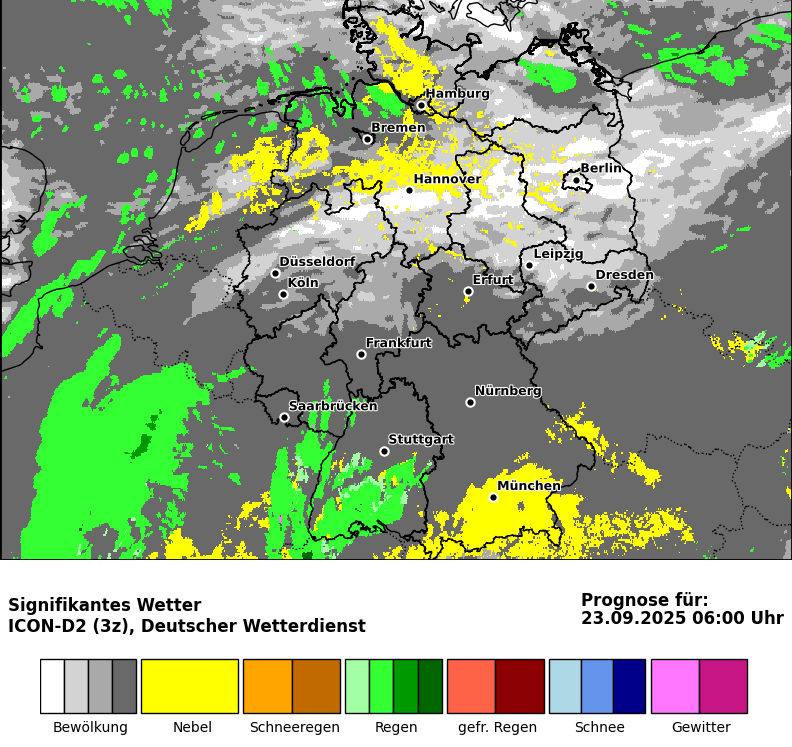 Hamburg
Bremen
Berlin
Hannover
Leipzig
Düsseldorf
Dresden
Köln
Erfurt
Frankfurt
Nürnberg
Saarbrücken
Stuttgart
München
Signifikantes Wetter
ICON-D2 (3z), Deutscher Wetterdienst
Prognose für:
23.09.2025 06:00 Uhr
Bewölkung Nebel Schneeregen Regen gefr. Regen Schnee Gewitter